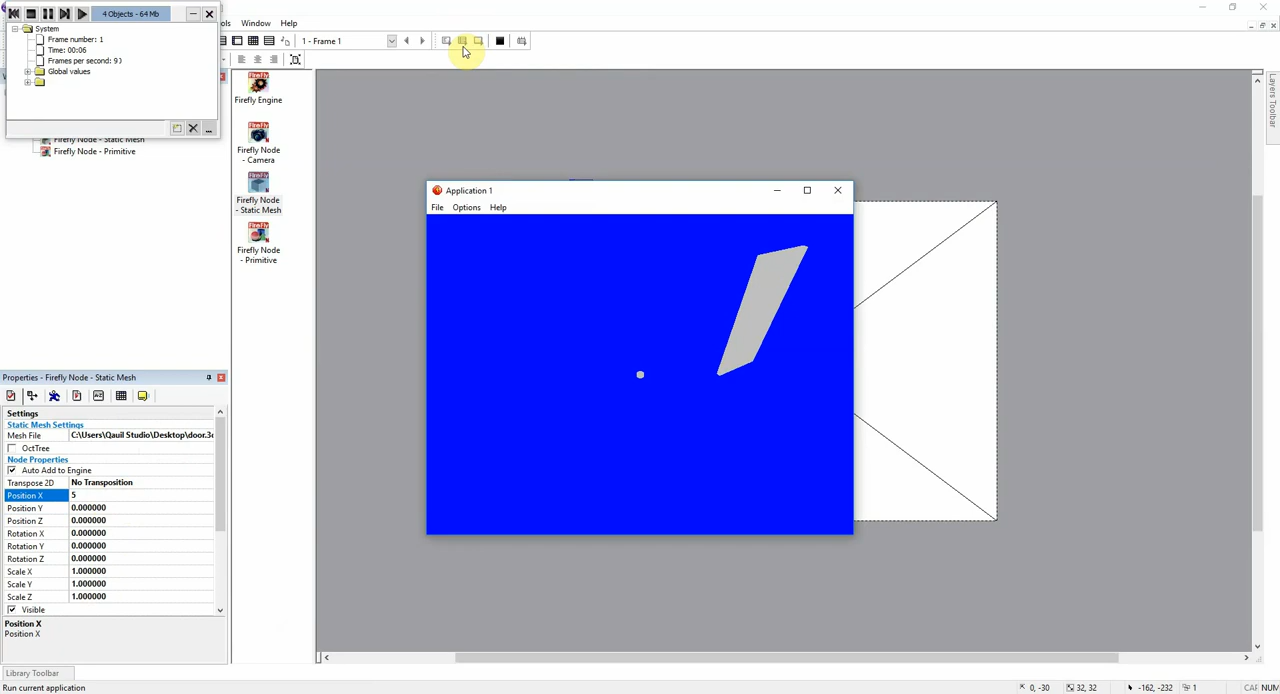 4 Objects - 64 Mb
ols Window Help
System
Frame number: 1
Time: 00:06
Frames per second: 9
Global values
1 - Frame 1
Firefly Node - Static Mesh
Firefly Node - Primitive
Firefly Engine
Firefly Node
- Camera
Firefly Node
- Static Mesh
Firefly Node
- Primitive
Layers Toolbar
Application 1
File Options Help
Properties - Firefly Node - Static Mesh
Settings
Static Mesh Settings
Mesh File C:\Users\Qauil Studio\Desktop\door.3
OctTree
Node Properties
Auto Add to Engine
Transpose 2D No Transposition
Position X 5
Position Y 0.000000
Position Z 0.000000
Rotation X 0.000000
Rotation Y 0.000000
Rotation Z 0.000000
Scale X 1.000000
Scale Y 1.000000
Scale Z 1.000000
Visible
Position X
Position X
Library Toolbar
Run current application
0, -30 32, 32 -162, -232 1 CAP NUM